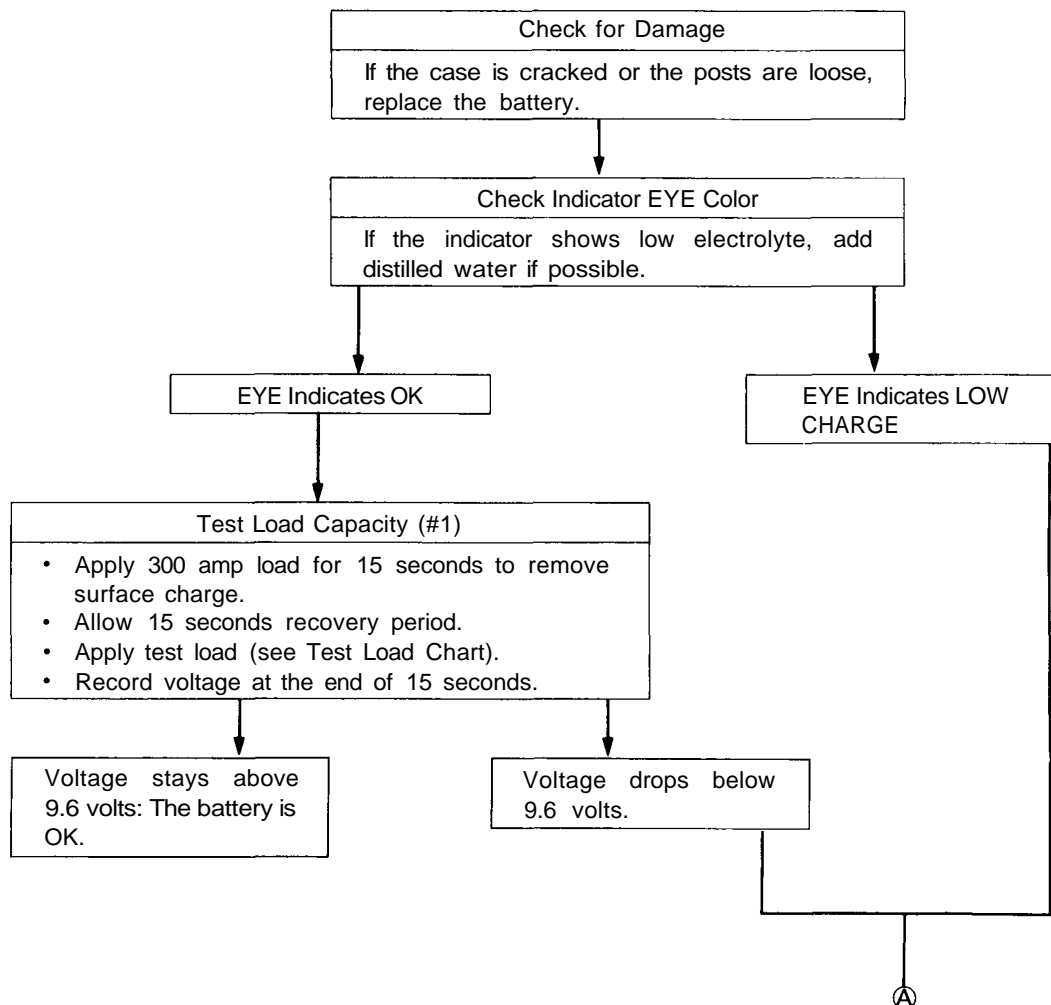 Check for Damage
If the case is cracked or the posts are loose,
replace the battery.
Check Indicator EYE Color
If the indicator shows low electrolyte, add
distilled water if possible.
EYE Indicates OK
EYE Indicates LOW
CHARGE
Test Load Capacity (#1)
• Apply 300 amp load for 15 seconds to remove
surface charge.
• Allow 15 seconds recovery period.
• Apply test load (see Test Load Chart).
• Record voltage at the end of 15 seconds.
Voltage stays above
9.6 volts: The battery is
OK.
Voltage drops below
9.6 volts.
A